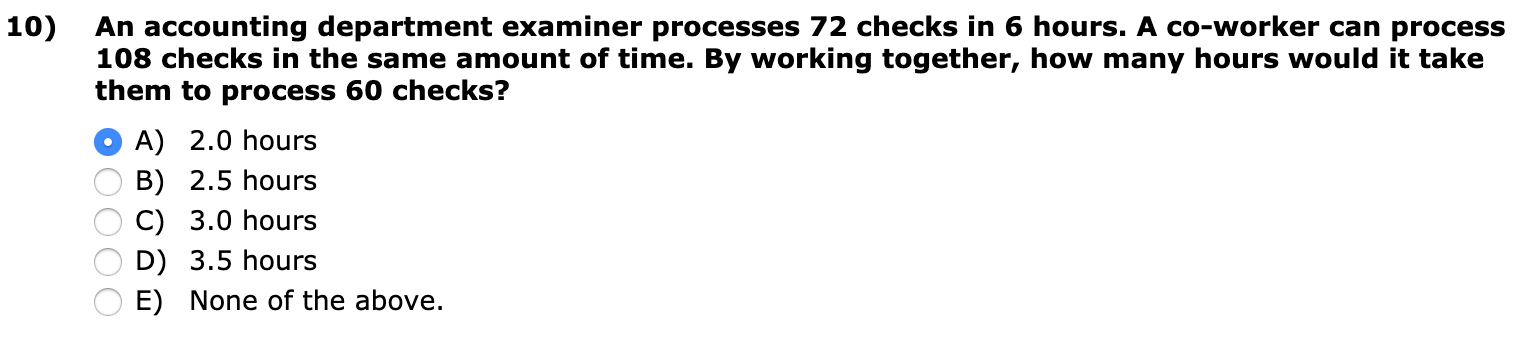 10) An accounting department examiner processes 72 checks in 6 hours. A co-worker can process
108 checks in the same amount of time. By working together, how many hours would it take
them to process 60 checks?
A) 2.0 hours
B) 2.5 hours
C) 3.0 hours
D) 3.5 hours
E) None of the above.